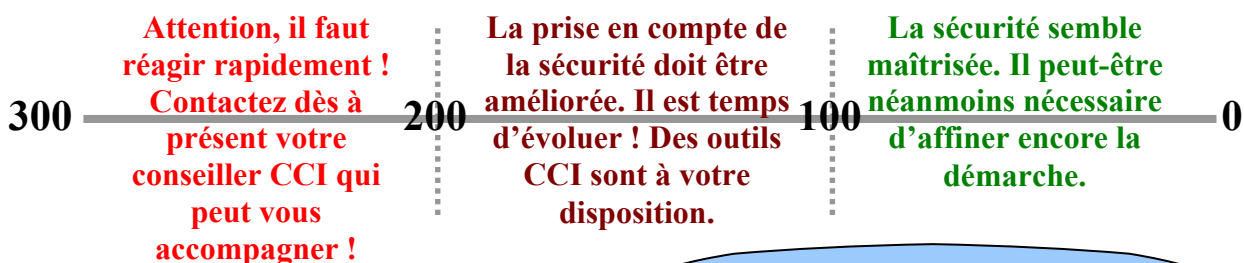 Attention, il faut
réagir rapidement !
Contactez dès à
présent votre
conseiller CCI qui
peut vous
accompagner !
La prise en compte de
la sécurité doit être
améliorée. Il est temps
d’évoluer ! Des outils
CCI sont à votre
disposition.
La sécurité semble
maîtrisée. Il peut-être
néanmoins nécessaire
d’affiner encore la
démarche.
300
200
100
0